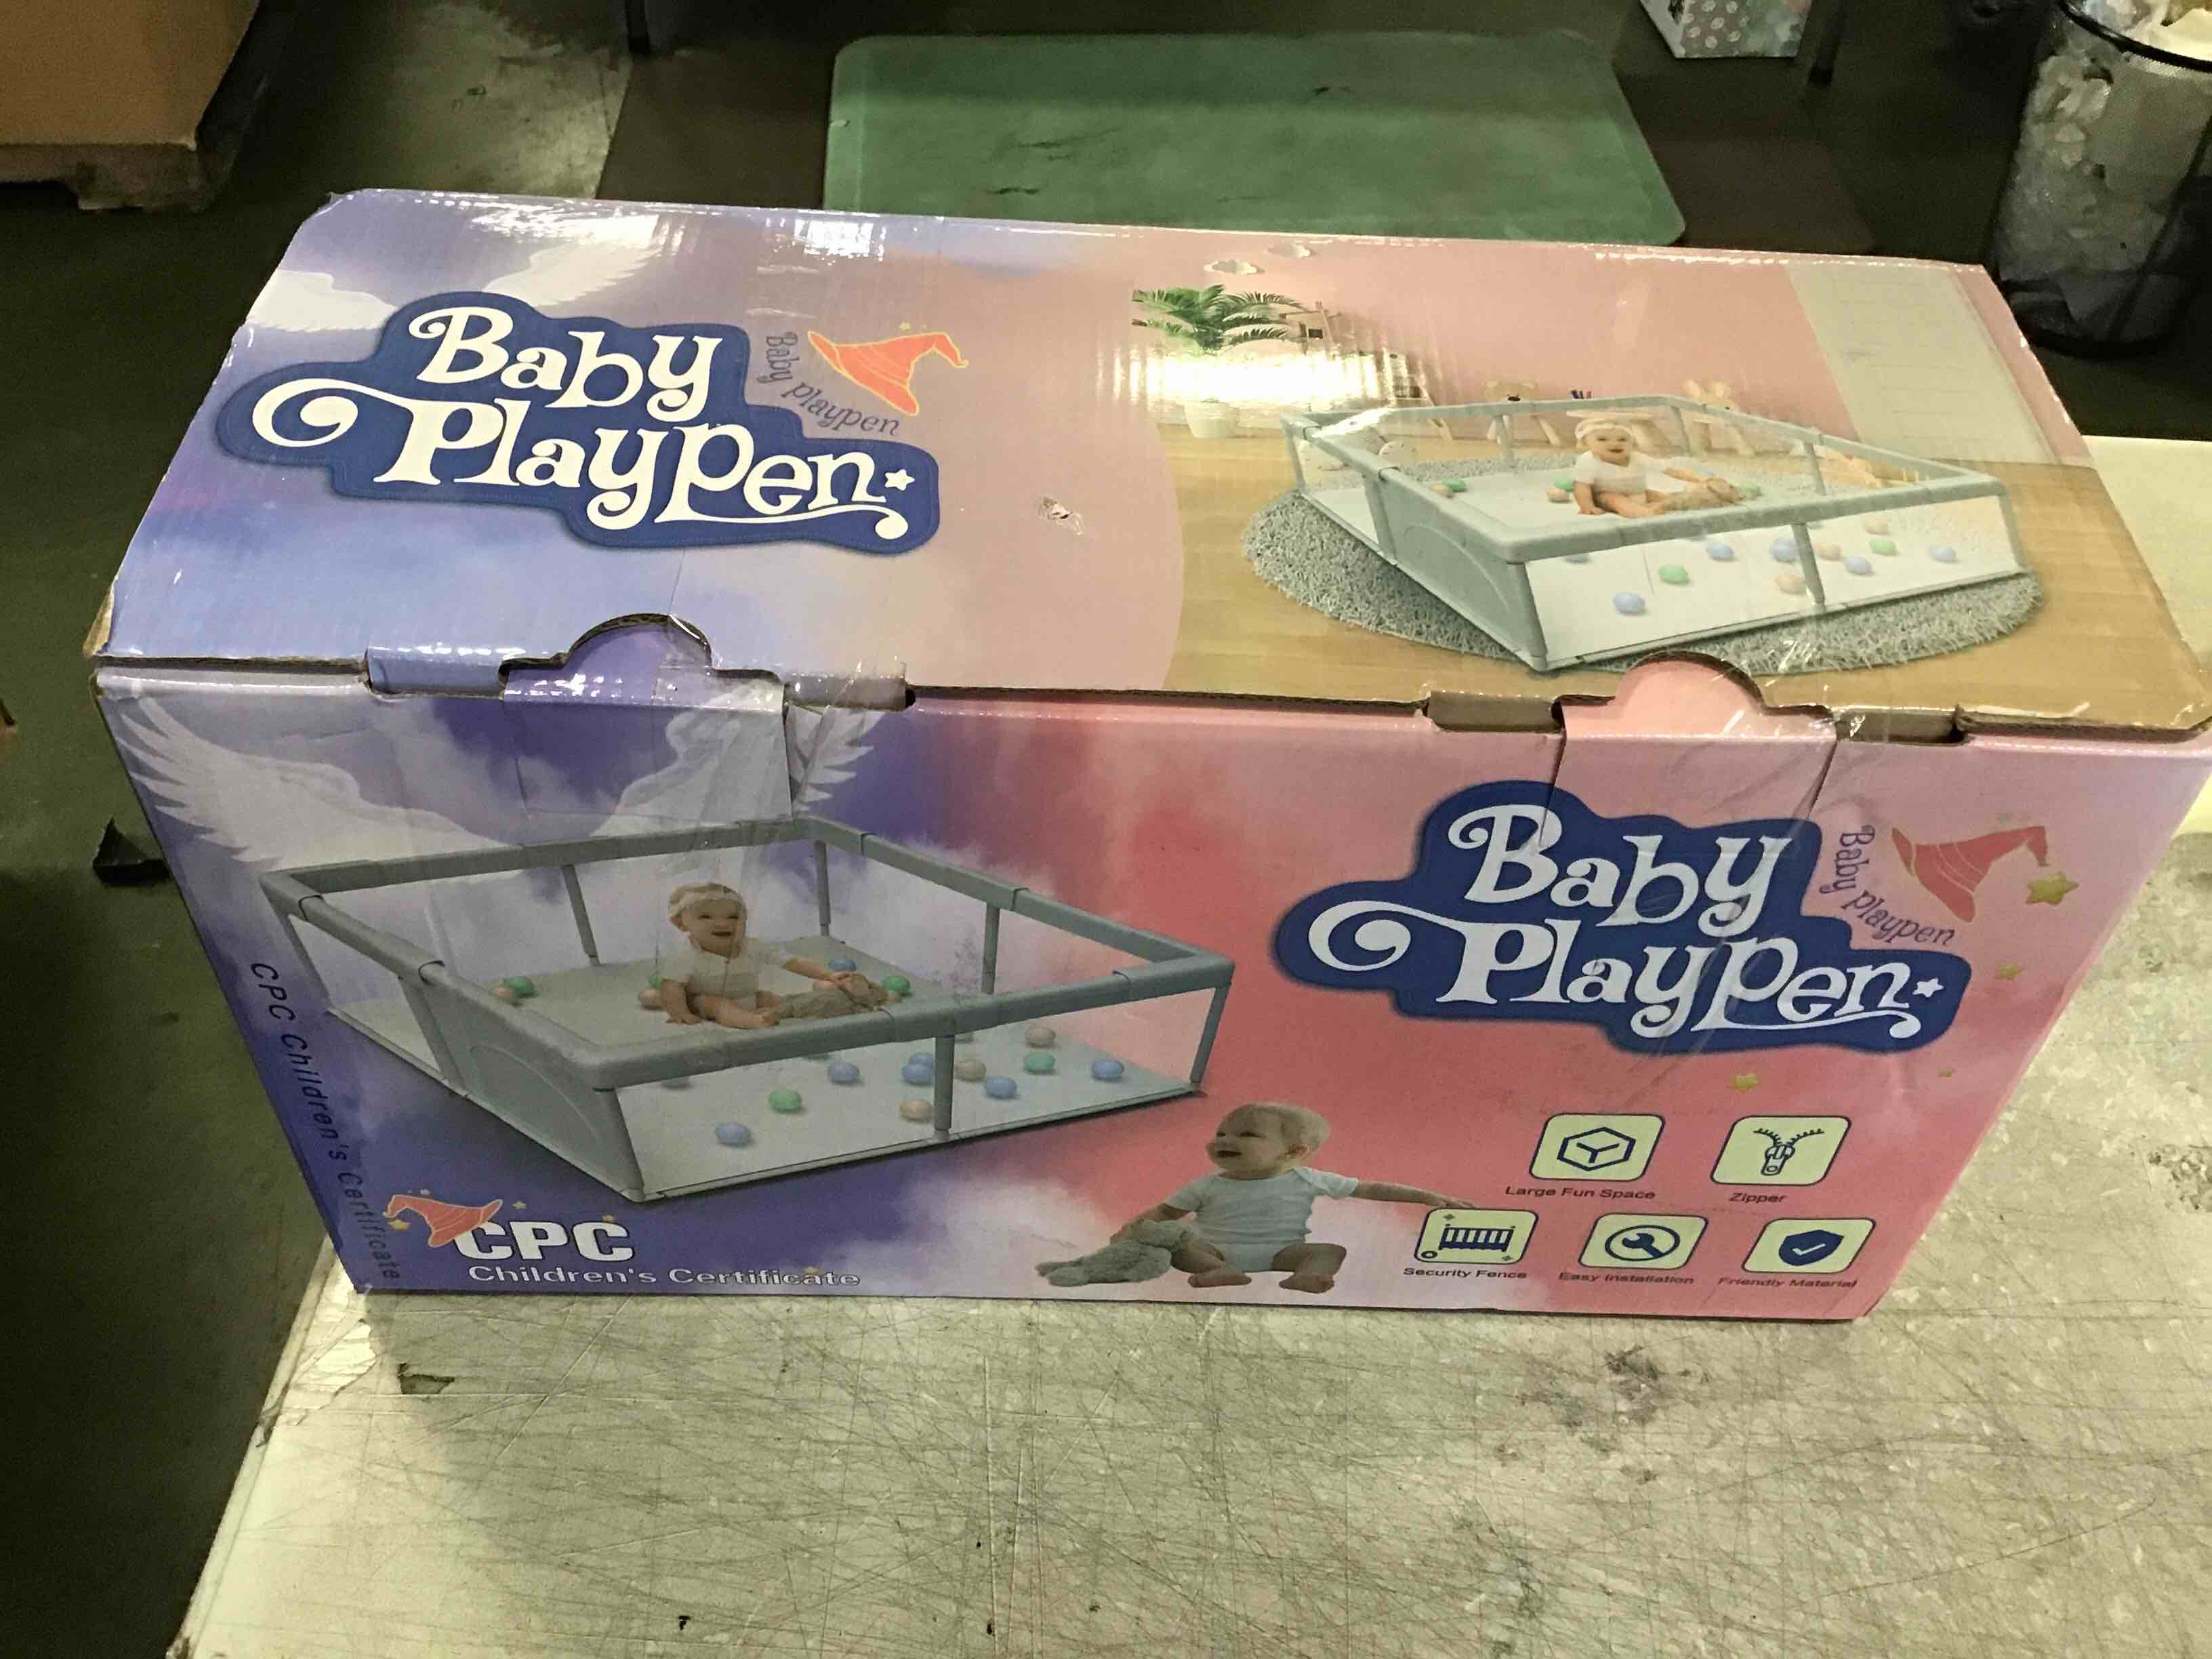 Baby
Playpen
Baby playpen
Baby
Playpen
Baby playpen
CPC Children's Certificate
CPC
Children's Certificate
Large Fun Space
Zipper
Security Fence
Easy Installation
Friendly Material